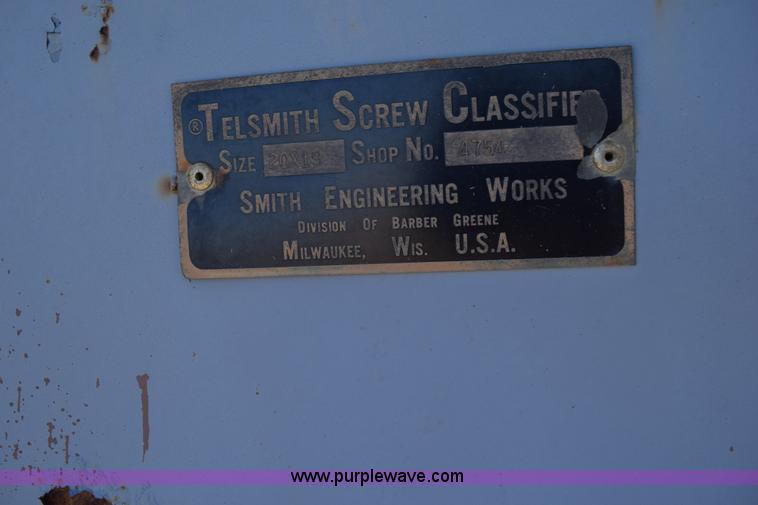 ® TELSMITH SCREW CLASSIFIER
SIZE 20X19 SHOP NO. 4754
SMITH ENGINEERING WORKS
DIVISION OF BARBER GREENE
MILWAUKEE, WIS. U.S.A.
www.purplewave.com